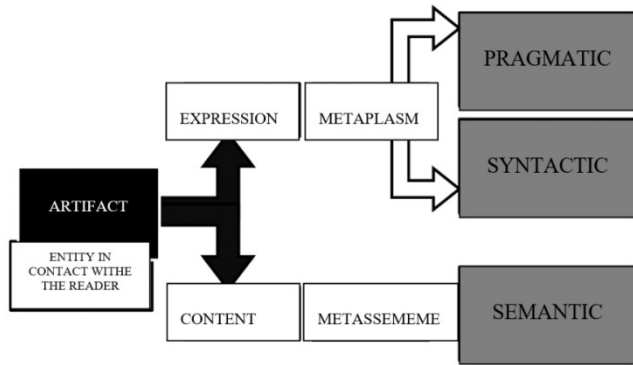 PRAGMATIC
EXPRESSION
METAPLASM
SYNTACTIC
ARTIFACT
ENTITY IN
CONTACT WITHE
THE READER
CONTENT
METASSEMEME
SEMANTIC